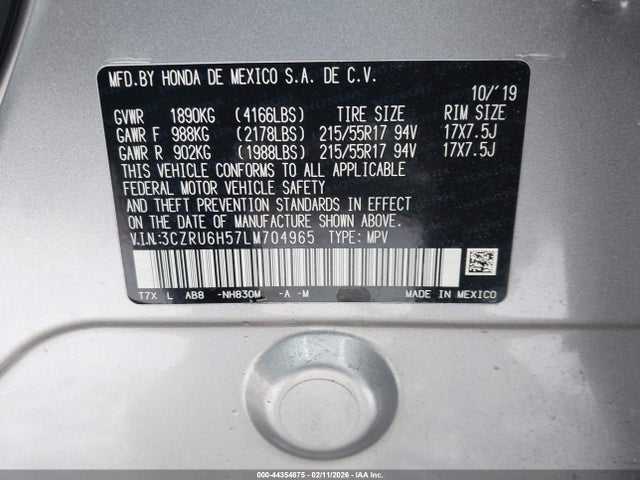 MFD.BY HONDA DE MEXICO S.A. DE C.V.
10/'19
GVWR 1890KG (4166LBS) TIRE SIZE RIM SIZE
GAWR F 988KG (2178LBS) 215/55R17 94V 17X7.5J
GAWR R 902KG (1988LBS) 215/55R17 94V 17X7.5J
THIS VEHICLE CONFORMS TO ALL APPLICABLE
FEDERAL MOTOR VEHICLE SAFETY
AND THEFT PREVENTION STANDARDS IN EFFECT
ON THE DATE OF MANUFACTURE SHOWN ABOVE.
V.I.N:3CZRU6H57LM704965 TYPE: MPV
T7X L AB8 -NH830M -A -M MADE IN MEXICO
000-44354875 - 02/11/2026 - COPYRIGHT IAA, LLC